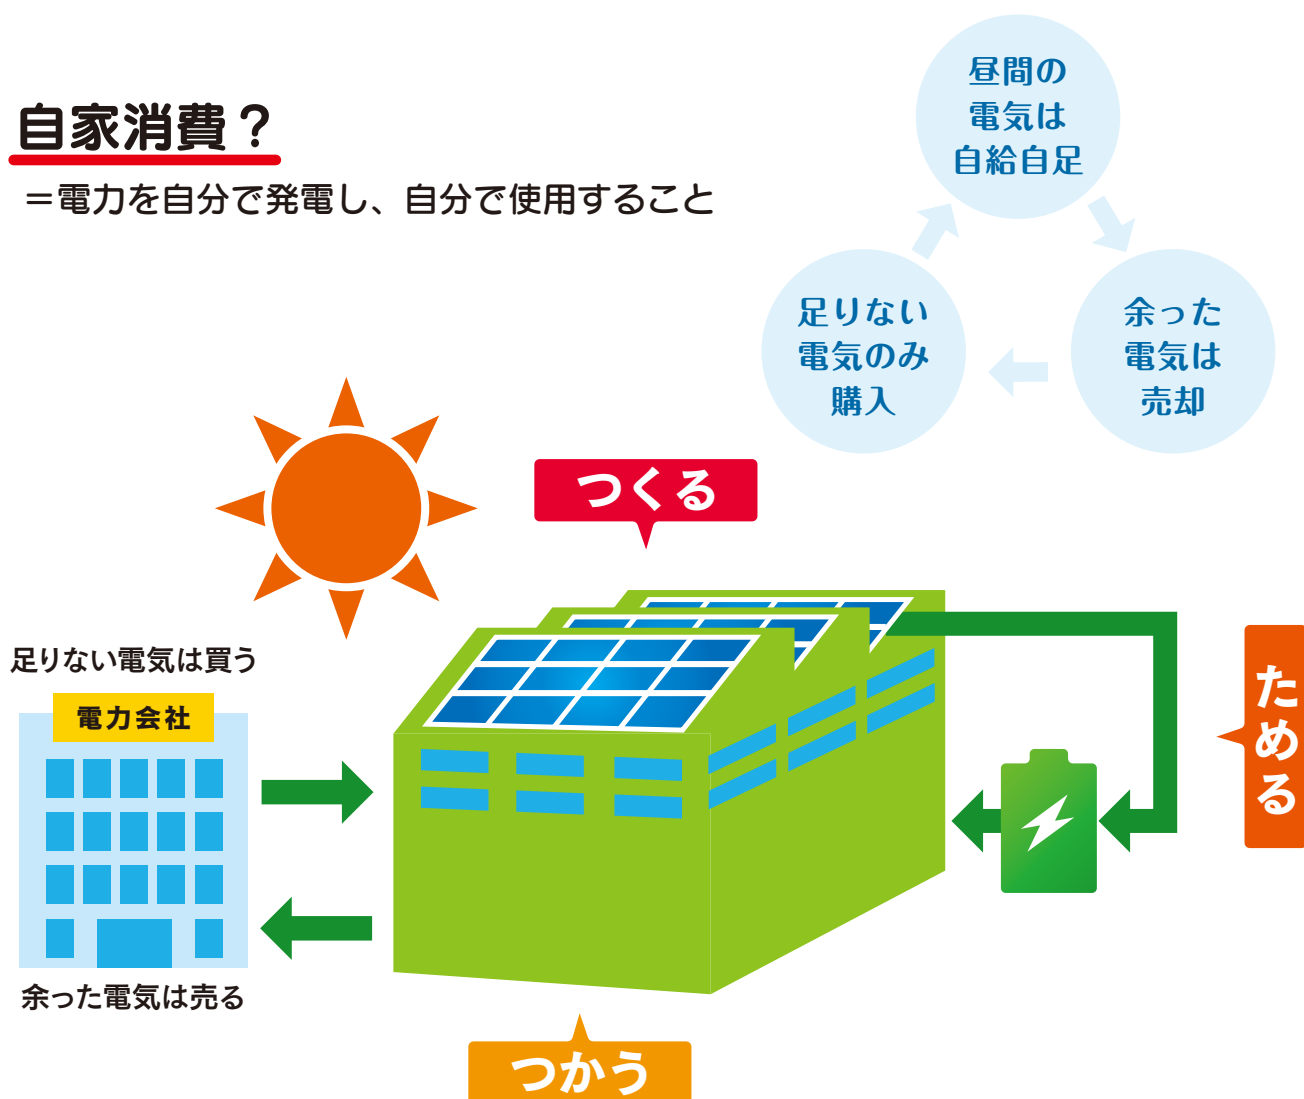 自家消費？
＝電力を自分で発電し、自分で使用すること
昼間の
電気は
自給自足
余った
電気は
売却
足りない
電気のみ
購入
つくる
足りない電気は買う
電力会社
余った電気は売る
ためる
つかう